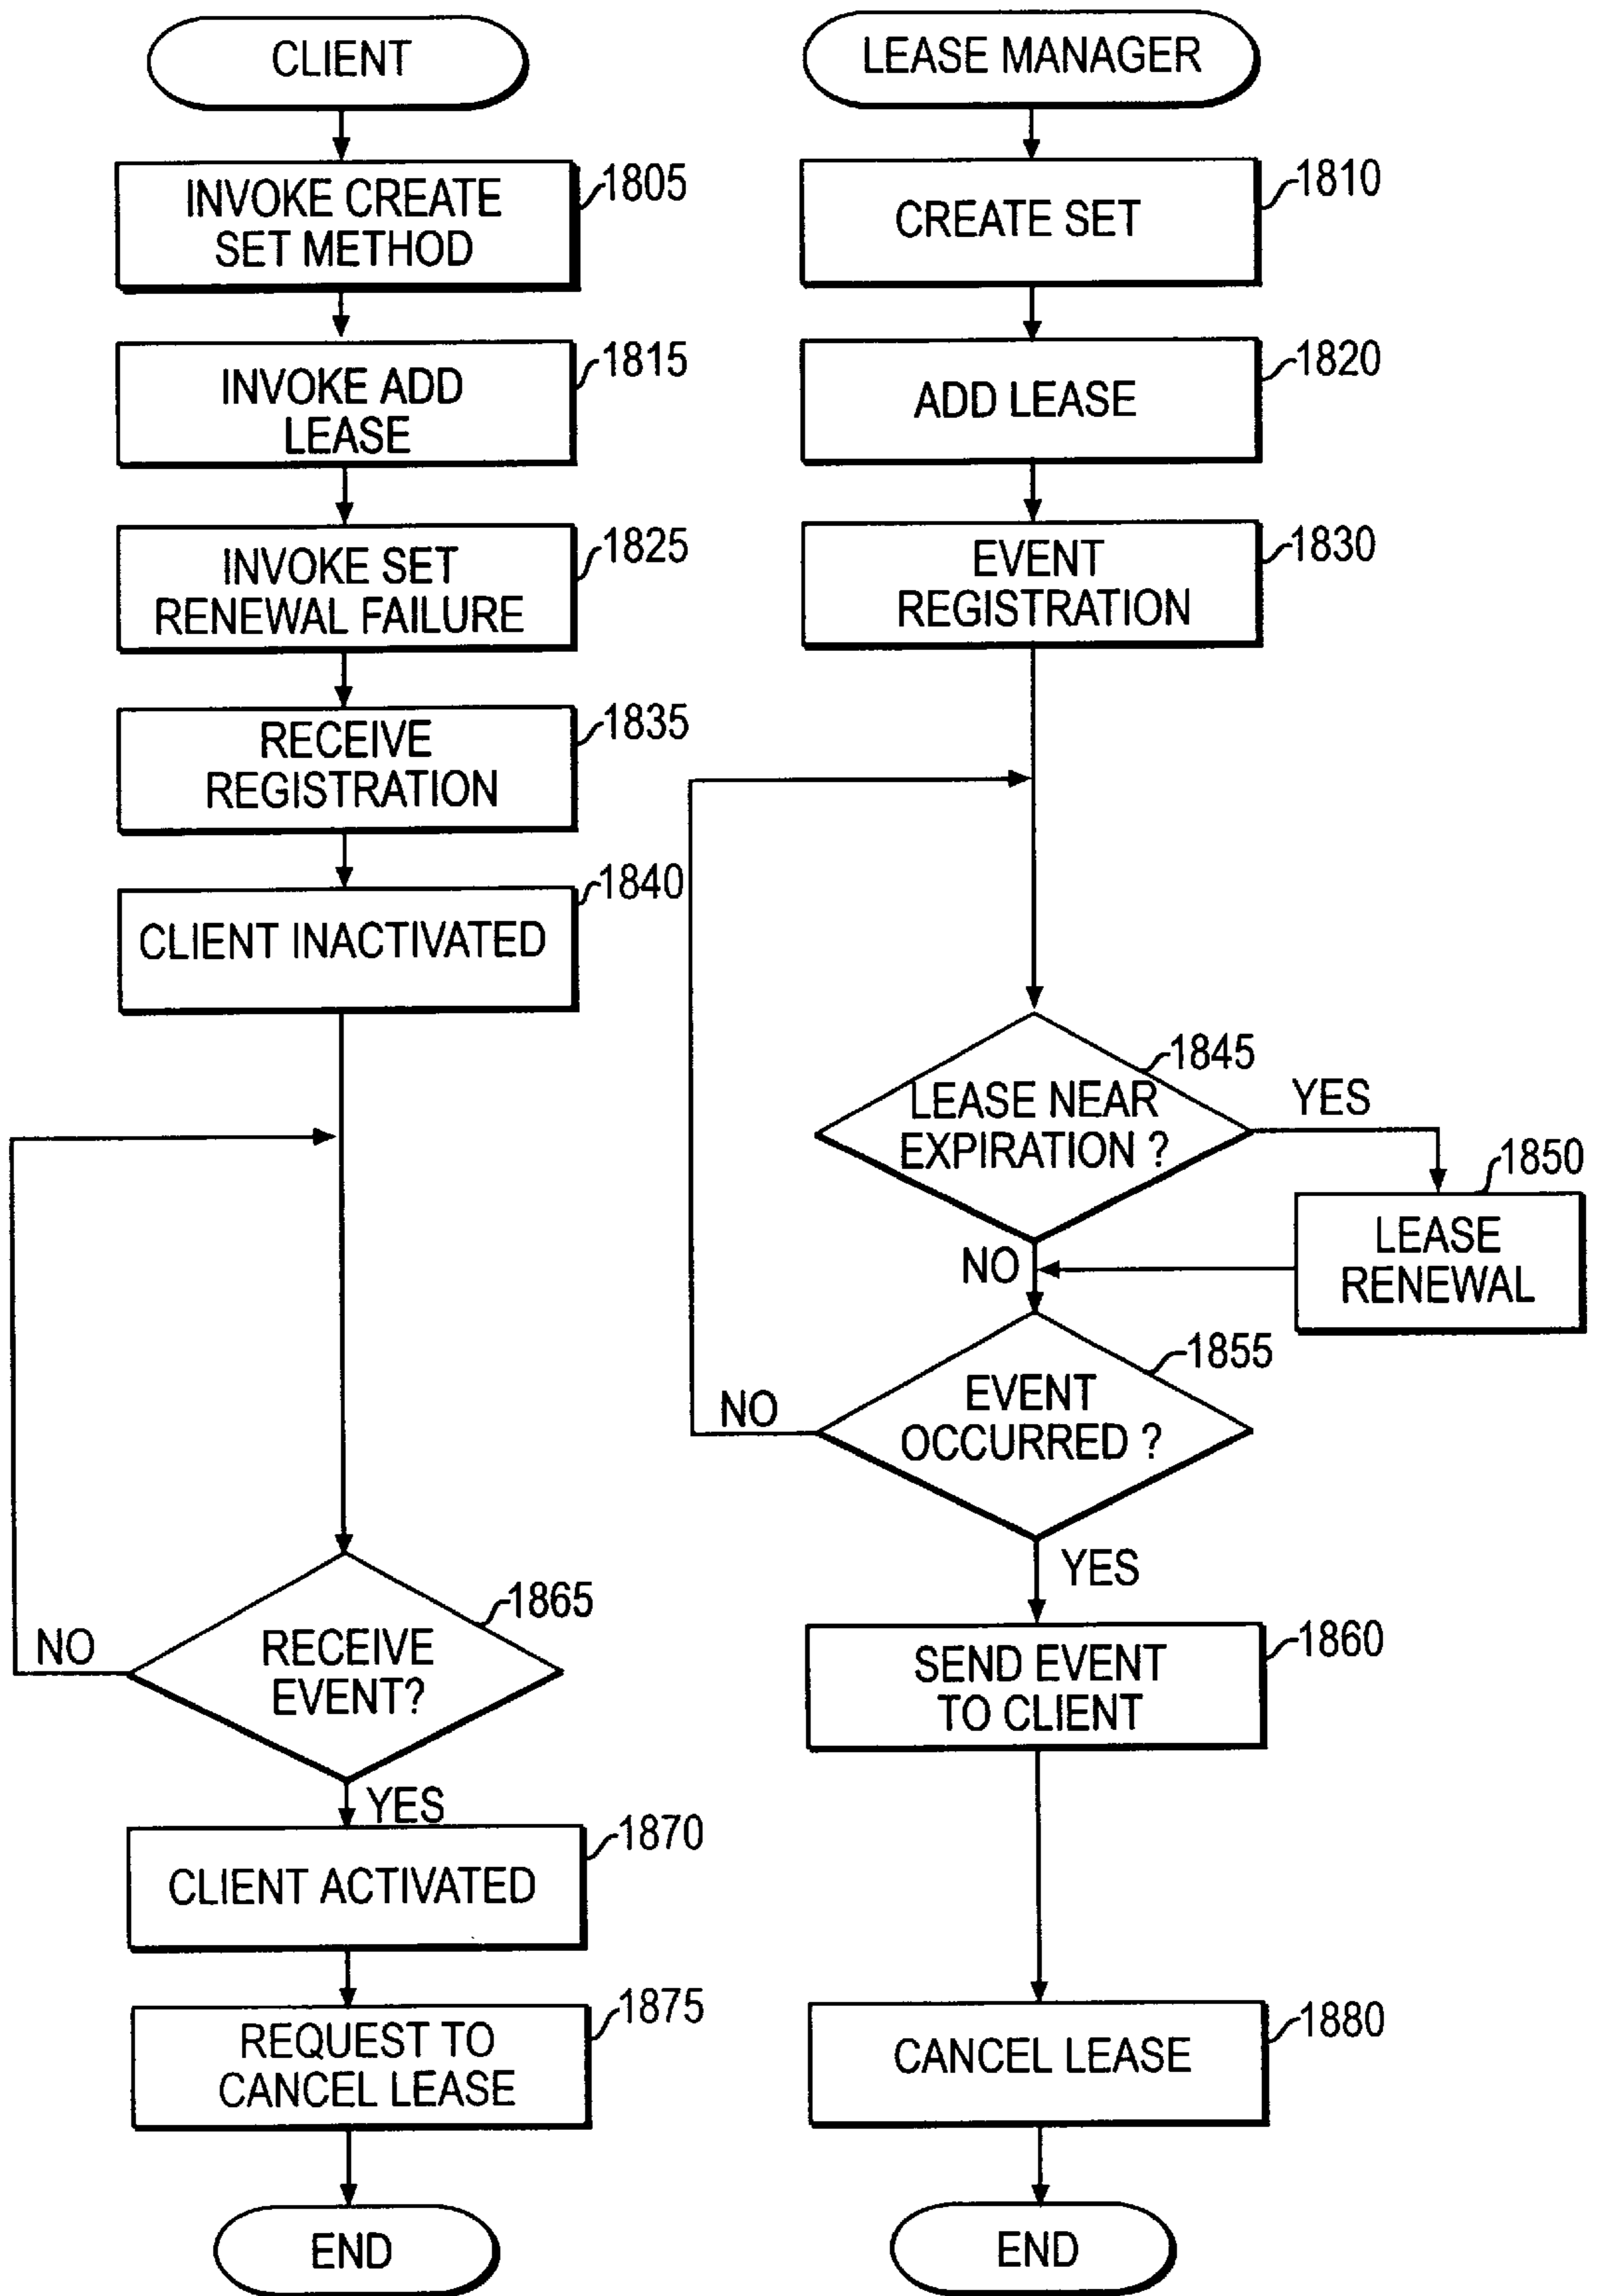 CLIENT
1805
INVOKE CREATE
SET METHOD
1815
INVOKE ADD
LEASE
1825
INVOKE SET
RENEWAL FAILURE
1835
RECEIVE
REGISTRATION
1840
CLIENT INACTIVATED
1865
RECEIVE
EVENT?
NO
YES
1870
CLIENT ACTIVATED
1875
REQUEST TO
CANCEL LEASE
END
LEASE MANAGER
1810
CREATE SET
1820
ADD LEASE
1830
EVENT
REGISTRATION
1845
LEASE NEAR
EXPIRATION ?
YES
1850
LEASE
RENEWAL
NO
1855
EVENT
OCCURRED ?
NO
YES
1860
SEND EVENT
TO CLIENT
1880
CANCEL LEASE
END